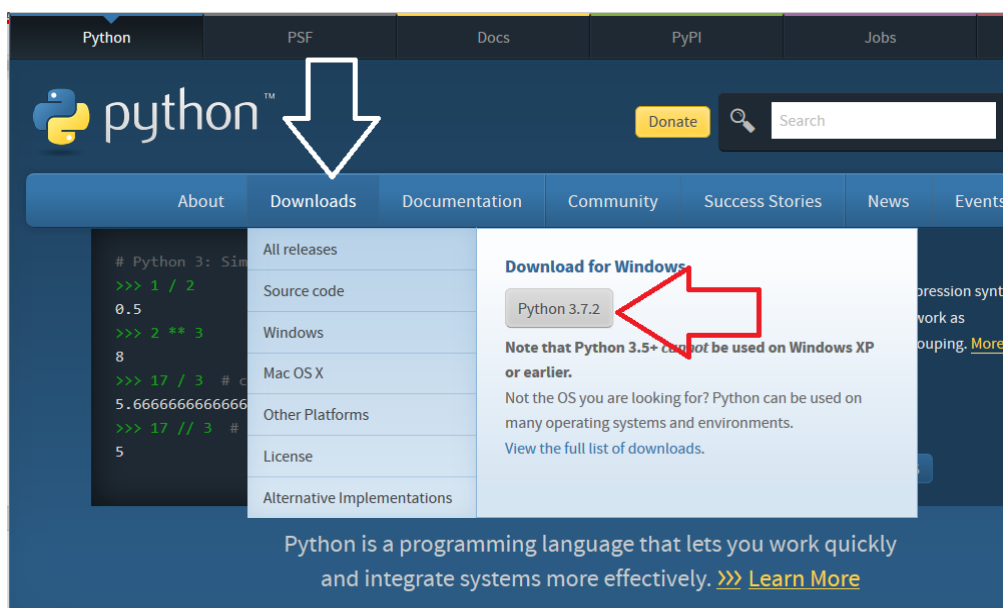 Python
PSF
Docs
PyPI
Jobs
python™
Donate
Search
About
Downloads
Documentation
Community
Success Stories
News
Events
# Python 3: Sim
>>> 1 / 2
0.5
>>> 2 ** 3
8
>>> 17 / 3 # c
5.6666666666666
>>> 17 // 3 #
5
All releases
Source code
Windows
Mac OS X
Other Platforms
License
Alternative Implementations
Download for Windows
Python 3.7.2
Note that Python 3.5+ cannot be used on Windows XP
or earlier.
Not the OS you are looking for? Python can be used on
many operating systems and environments.
View the full list of downloads.
pression synt
work as
ouping. More
Python is a programming language that lets you work quickly
and integrate systems more effectively. >>> Learn More